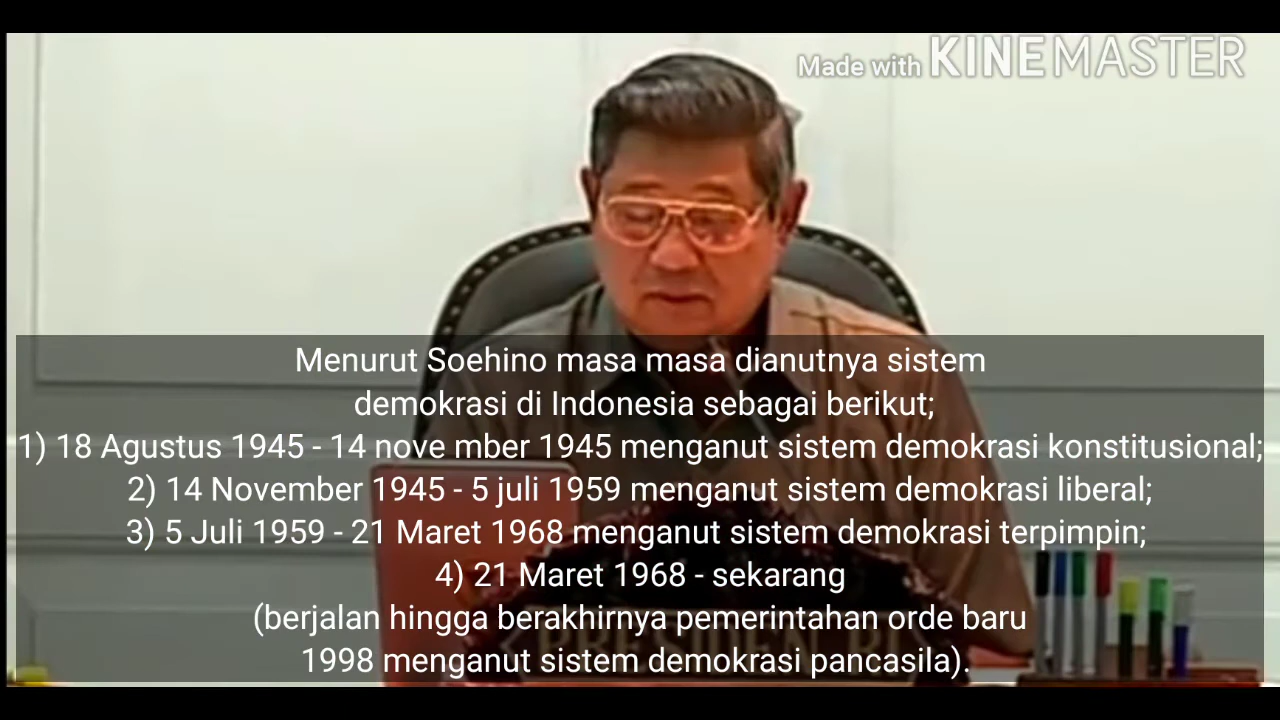 Made with KINEMASTER
Menurut Soehino masa masa dianutnya sistem
demokrasi di Indonesia sebagai berikut;
1) 18 Agustus 1945 - 14 nove mber 1945 menganut sistem demokrasi konstitusional;
2) 14 November 1945 - 5 juli 1959 menganut sistem demokrasi liberal;
3) 5 Juli 1959 - 21 Maret 1968 menganut sistem demokrasi terpimpin;
4) 21 Maret 1968 - sekarang
(berjalan hingga berakhirnya pemerintahan orde baru
1998 menganut sistem demokrasi pancasila).